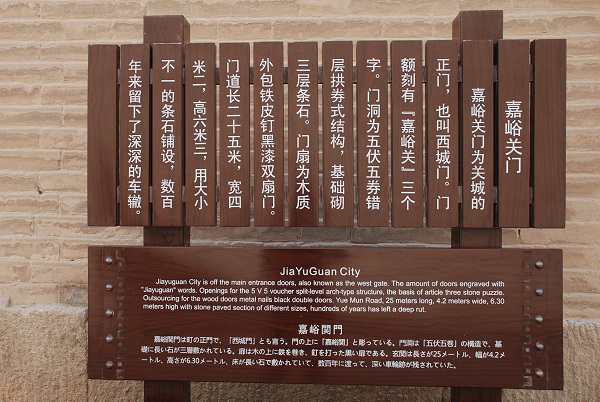 嘉峪关门
嘉峪关门为关城的
正门，也叫西城门。门
额刻有『嘉峪关』三个
字。门洞为五伏五券错
层拱券式结构，基础砌
三层条石。门扇为木质
外包铁皮钉黑漆双扇门。
门道长二十五米，宽四
米二，高六米三，用大小
不一的条石铺设，数百
年来留下了深深的车辙。
JiaYuGuan City
Jiayuguan City is off the main entrance doors, also known as the west gate. The amount of doors engraved with
"Jiayuguan" words. Openings for the 5 V 5 voucher split-level arch-type structure, the basis of article three stone puzzle.
Outsourcing for the wood doors metal nails black double doors. Yue Mun Road, 25 meters long, 4.2 meters wide, 6.30
meters high with stone paved section of different sizes, hundreds of years has left a deep rut.
嘉峪関門
嘉峪関門は町の正門で、「西城門」とも言う。門の上に「嘉峪関」と彫っている。門洞は「五伏五巻」の構造で、基
礎に長い石が三層敷かれている。扉は木の上に鉄を巻き、釘を打った黒い扉である。玄関は長さが25メートル、幅が4.2メ
ートル、高さが6.30メートル、床が長い石で敷かれていて、数百年に渡って、深い車輪跡が残されていた。